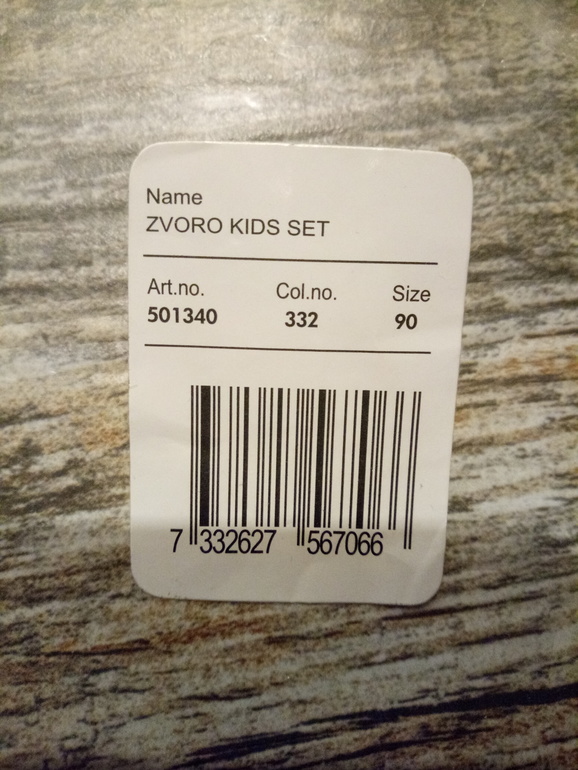 Name
ZVORO KIDS SET
Art.no. Col.no. Size
501340 332 90
7 332627 567066